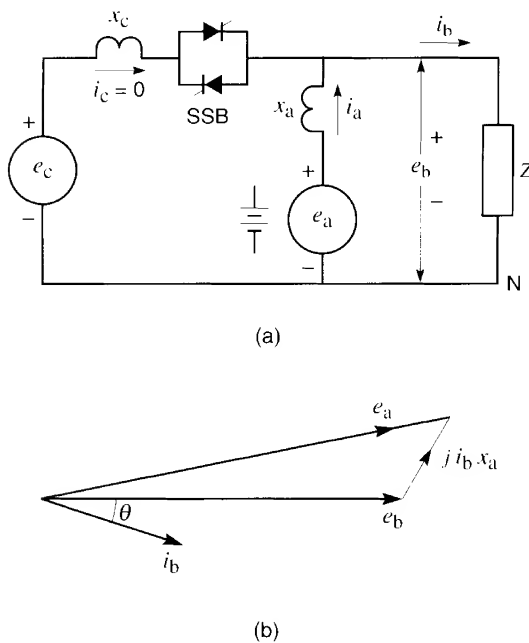 x_c
i_c = 0
SSB
i_b
x_a
i_a
+
e_c
−
+
e_a
−
+
e_b
−
Z
N
(a)
e_a
j i_b x_a
θ
e_b
i_b
(b)